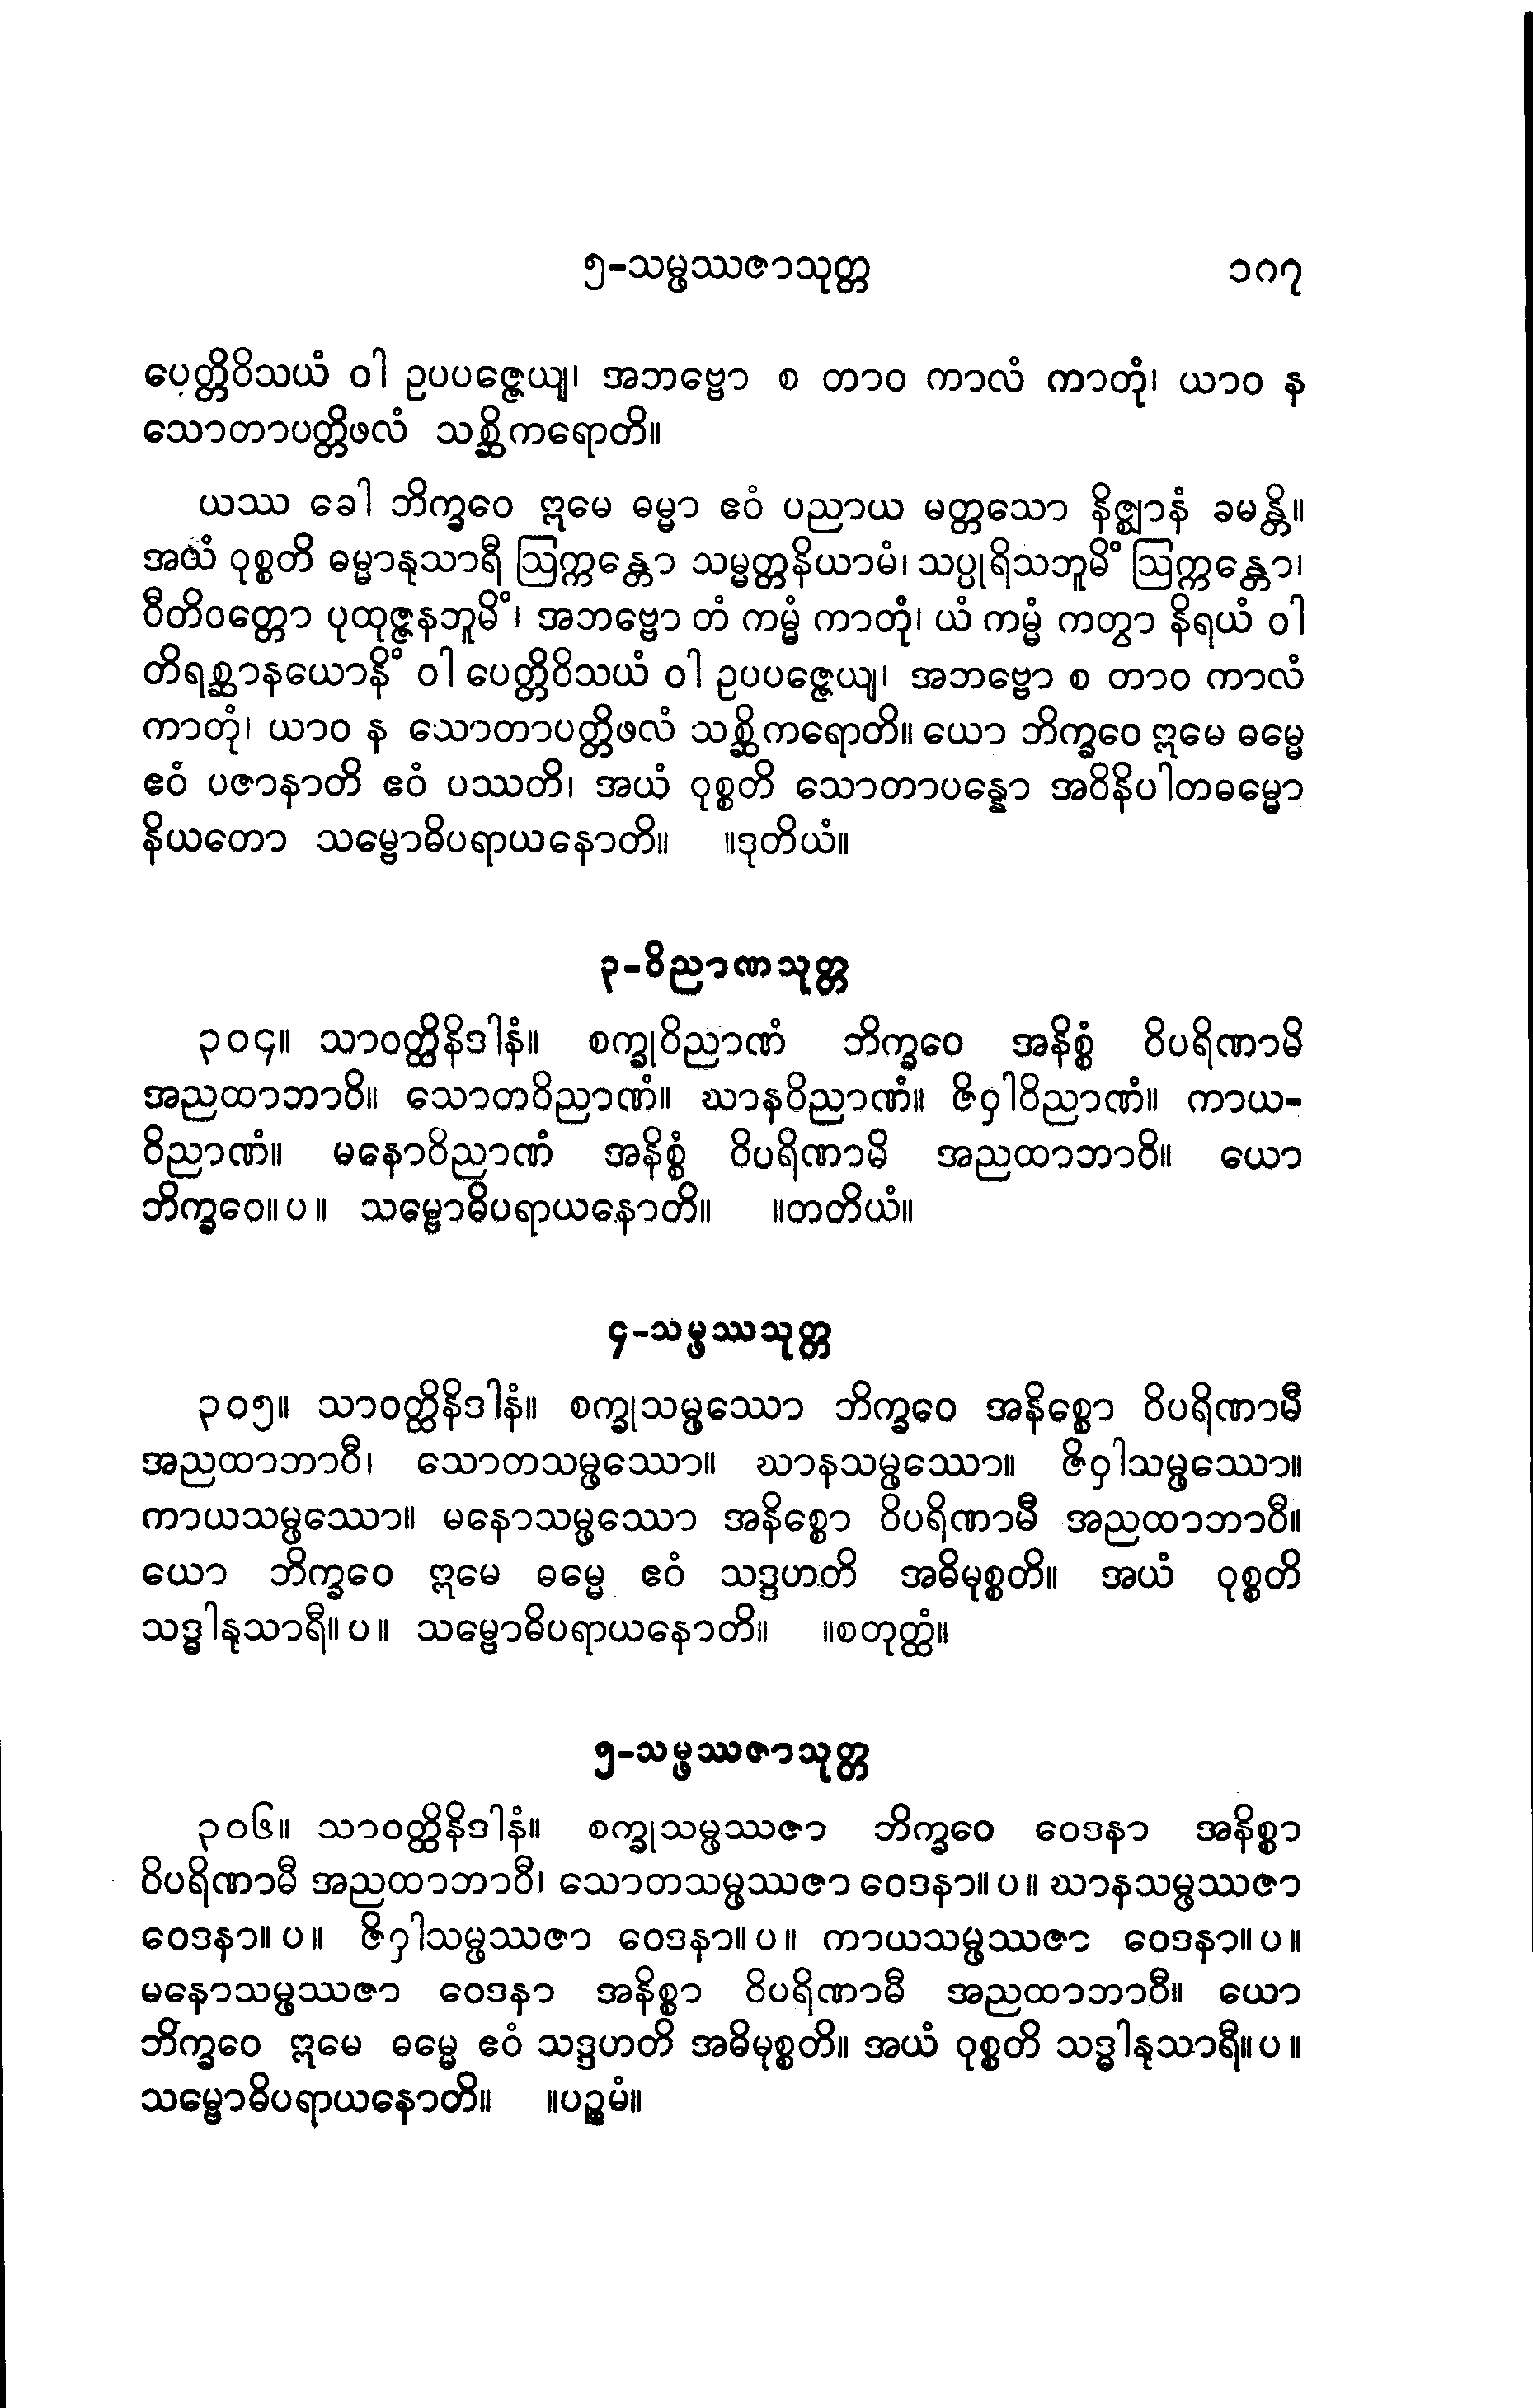 ၅-သမ္ဖဿဇာသုတ္တ ၁၈၇
ပေတ္တိဝိသယံ ဝါ ဥပပဇ္ဇေယျ၊ အဘဗ္ဗော စ တာဝ ကာလံ ကာတုံ၊ ယာဝ န
သောတာပတ္တိဖလံ သစ္ဆိကရောတိ။
ယဿ ခေါ ဘိက္ခဝေ ဣမေ ဓမ္မာ ဧဝံ ပညာယ မတ္တသော နိဇ္ဈာနံ ခမန္တိ။
အယံ ဝုစ္စတိ ဓမ္မာနုသာရီ ဩက္ကန္တော သမ္မတ္တနိယာမံ၊ သပ္ပုရိသဘူမိံ ဩက္ကန္တော၊
ဝီတိဝတ္တော ပုထုဇ္ဇနဘူမိံ၊ အဘဗ္ဗော တံ ကမ္မံ ကာတုံ၊ ယံ ကမ္မံ ကတွာ နိရယံ ဝါ
တိရစ္ဆာနယောနိံ ဝါ ပေတ္တိဝိသယံ ဝါ ဥပပဇ္ဇေယျ၊ အဘဗ္ဗော စ တာဝ ကာလံ
ကာတုံ၊ ယာဝ န သောတာပတ္တိဖလံ သစ္ဆိကရောတိ။ ယော ဘိက္ခဝေ ဣမေ ဓမ္မေ
ဧဝံ ပဇာနာတိ ဧဝံ ပဿတိ၊ အယံ ဝုစ္စတိ သောတာပန္နော အဝိနိပါတဓမ္မော
နိယတော သမ္ဗောဓိပရာယနောတိ။ ။ဒုတိယံ။
၃-ဝိညာဏသုတ္တ
၃၀၄။ သာဝတ္ထိနိဒါနံ။ စက္ခုဝိညာဏံ ဘိက္ခဝေ အနိစ္စံ ဝိပရိဏာမိ
အညထာဘာဝိ။ သောတဝိညာဏံ။ ဃာနဝိညာဏံ။ ဇိဝှါဝိညာဏံ။ ကာယ-
ဝိညာဏံ။ မနောဝိညာဏံ အနိစ္စံ ဝိပရိဏာမိ အညထာဘာဝိ။ ယော
ဘိက္ခဝေ။ပ။ သမ္ဗောဓိပရာယနောတိ။ ။တတိယံ။
၄-သမ္ဖဿသုတ္တ
၃၀၅။ သာဝတ္ထိနိဒါနံ။ စက္ခုသမ္ဖဿော ဘိက္ခဝေ အနိစ္စော ဝိပရိဏာမီ
အညထာဘာဝီ၊ သောတသမ္ဖဿော။ ဃာနသမ္ဖဿော။ ဇိဝှါသမ္ဖဿော။
ကာယသမ္ဖဿော။ မနောသမ္ဖဿော အနိစ္စော ဝိပရိဏာမီ အညထာဘာဝီ။
ယော ဘိက္ခဝေ ဣမေ ဓမ္မေ ဧဝံ သဒ္ဒဟတိ အဓိမုစ္စတိ။ အယံ ဝုစ္စတိ
သဒ္ဓါနုသာရီ။ပ။ သမ္ဗောဓိပရာယနောတိ။ ။စတုတ္ထံ။
၅-သမ္ဖဿဇာသုတ္တ
၃၀၆။ သာဝတ္ထိနိဒါနံ။ စက္ခုသမ္ဖဿဇာ ဘိက္ခဝေ ဝေဒနာ အနိစ္စာ
ဝိပရိဏာမီ အညထာဘာဝီ၊ သောတသမ္ဖဿဇာ ဝေဒနာ။ပ။ ဃာနသမ္ဖဿဇာ
ဝေဒနာ။ပ။ ဇိဝှါသမ္ဖဿဇာ ဝေဒနာ။ပ။ ကာယသမ္ဖဿဇာ ဝေဒနာ။ပ။
မနောသမ္ဖဿဇာ ဝေဒနာ အနိစ္စာ ဝိပရိဏာမီ အညထာဘာဝီ။ ယော
ဘိက္ခဝေ ဣမေ ဓမ္မေ ဧဝံ သဒ္ဒဟတိ အဓိမုစ္စတိ။ အယံ ဝုစ္စတိ သဒ္ဓါနုသာရီ။ပ။
သမ္ဗောဓိပရာယနောတိ။ ။ပဉ္စမံ။